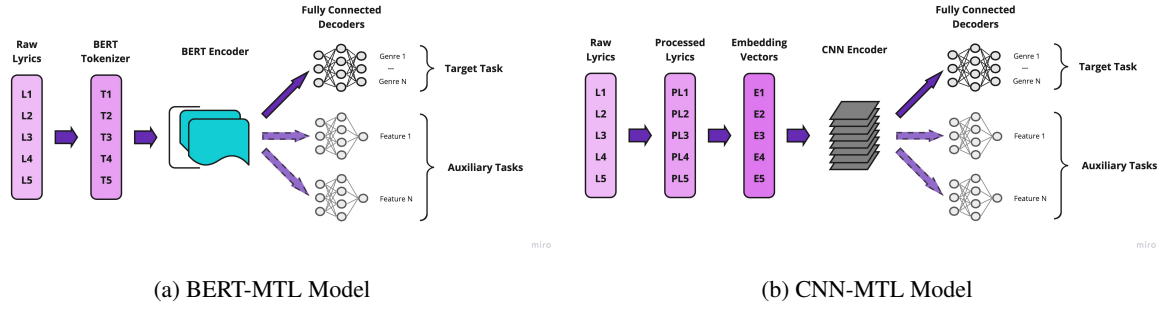 Fully Connected
Decoders
Raw
Lyrics
BERT
Tokenizer
BERT Encoder
L1
L2
L3
L4
L5
T1
T2
T3
T4
T5
Genre 1
...
Genre N
Target Task
Feature 1
Feature N
Auxiliary Tasks
miro
(a) BERT-MTL Model
Fully Connected
Decoders
Raw
Lyrics
Processed
Lyrics
Embedding
Vectors
CNN Encoder
L1
L2
L3
L4
L5
PL1
PL2
PL3
PL4
PL5
E1
E2
E3
E4
E5
Genre 1
...
Genre N
Target Task
Feature 1
Feature N
Auxiliary Tasks
miro
(b) CNN-MTL Model